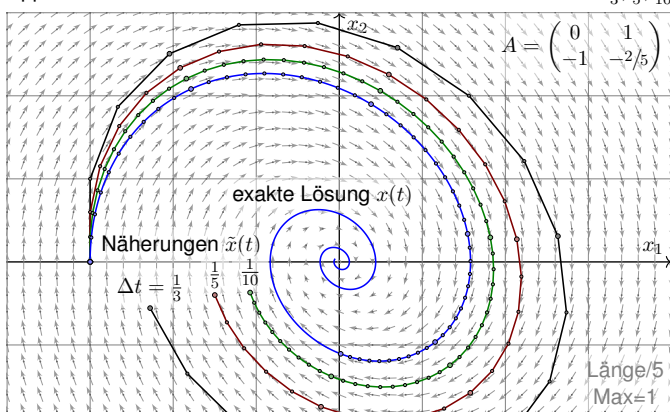 x₂
A = (0 1
−1 −2/5)
exakte Lösung x(t)
Näherungen x̃(t)
x₁
Δt = 1/3
1/5
1/10
Länge/5
Max=1